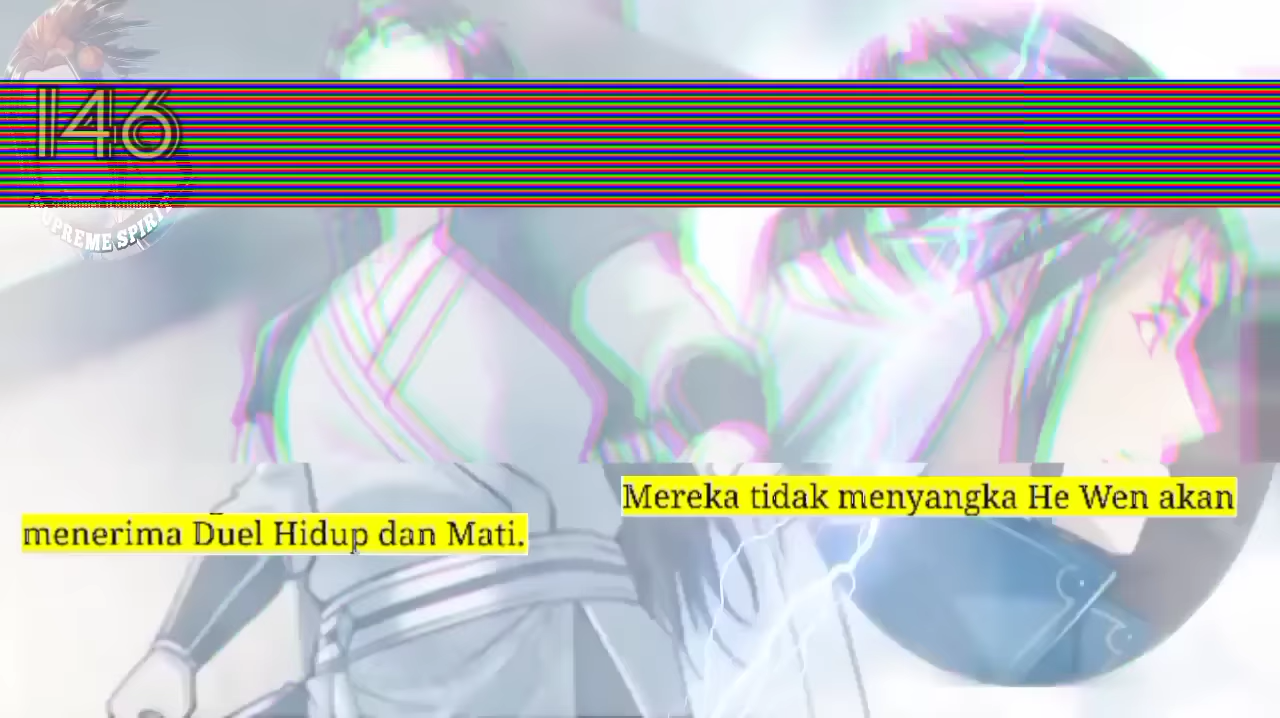 146
SUPREME SPIRIT
Mereka tidak menyangka He Wen akan
menerima Duel Hidup dan Mati.